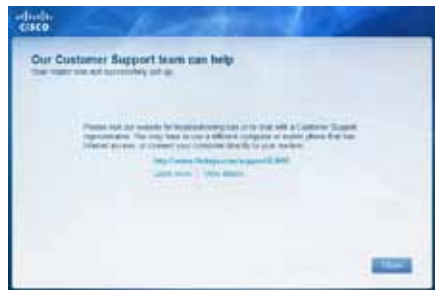 CISCO
Our Customer Support team can help
Your router was not successfully set up.
Please visit our website for troubleshooting tips or to chat with a Customer Support
representative. You may have to use a different computer or mobile phone that has
Internet access, or connect your computer directly to your modem.
Learn more | View details